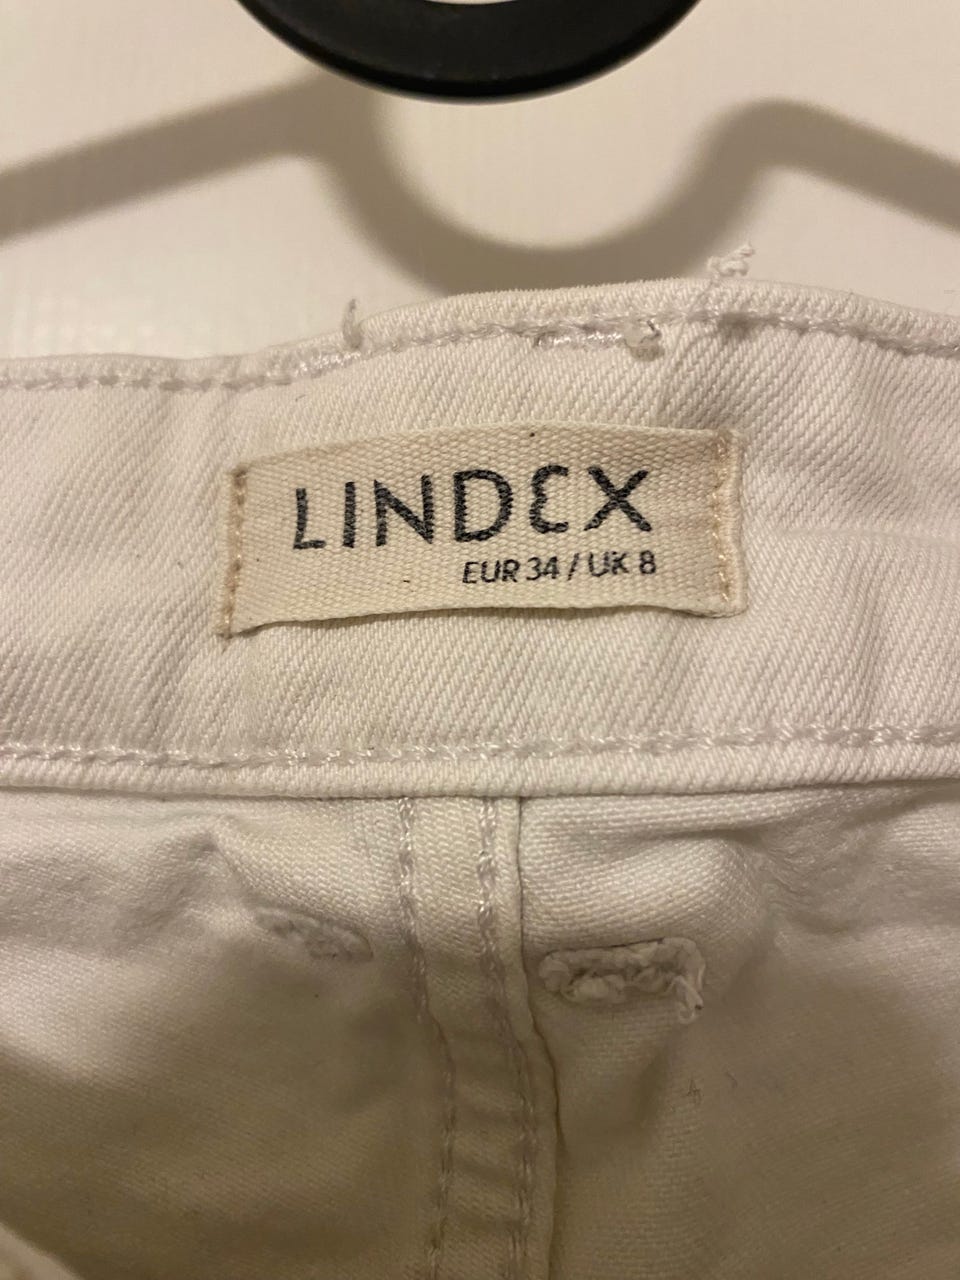 LINDEX
EUR 34 / UK 8